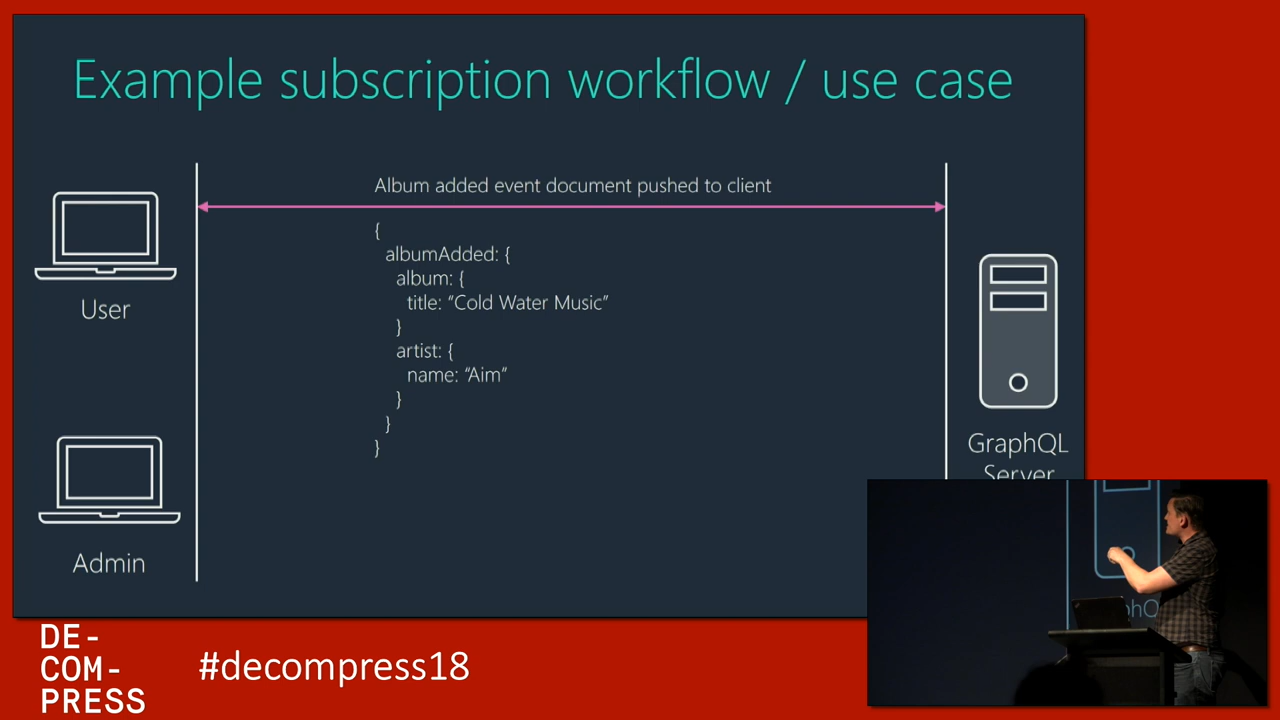 Example subscription workflow / use case
Album added event document pushed to client
{
albumAdded: {
album: {
title: “Cold Water Music”
}
artist: {
name: “Aim”
}
}
}
User
Admin
GraphQL
Server
phQ
DE-
COM-
PRESS
#decompress18